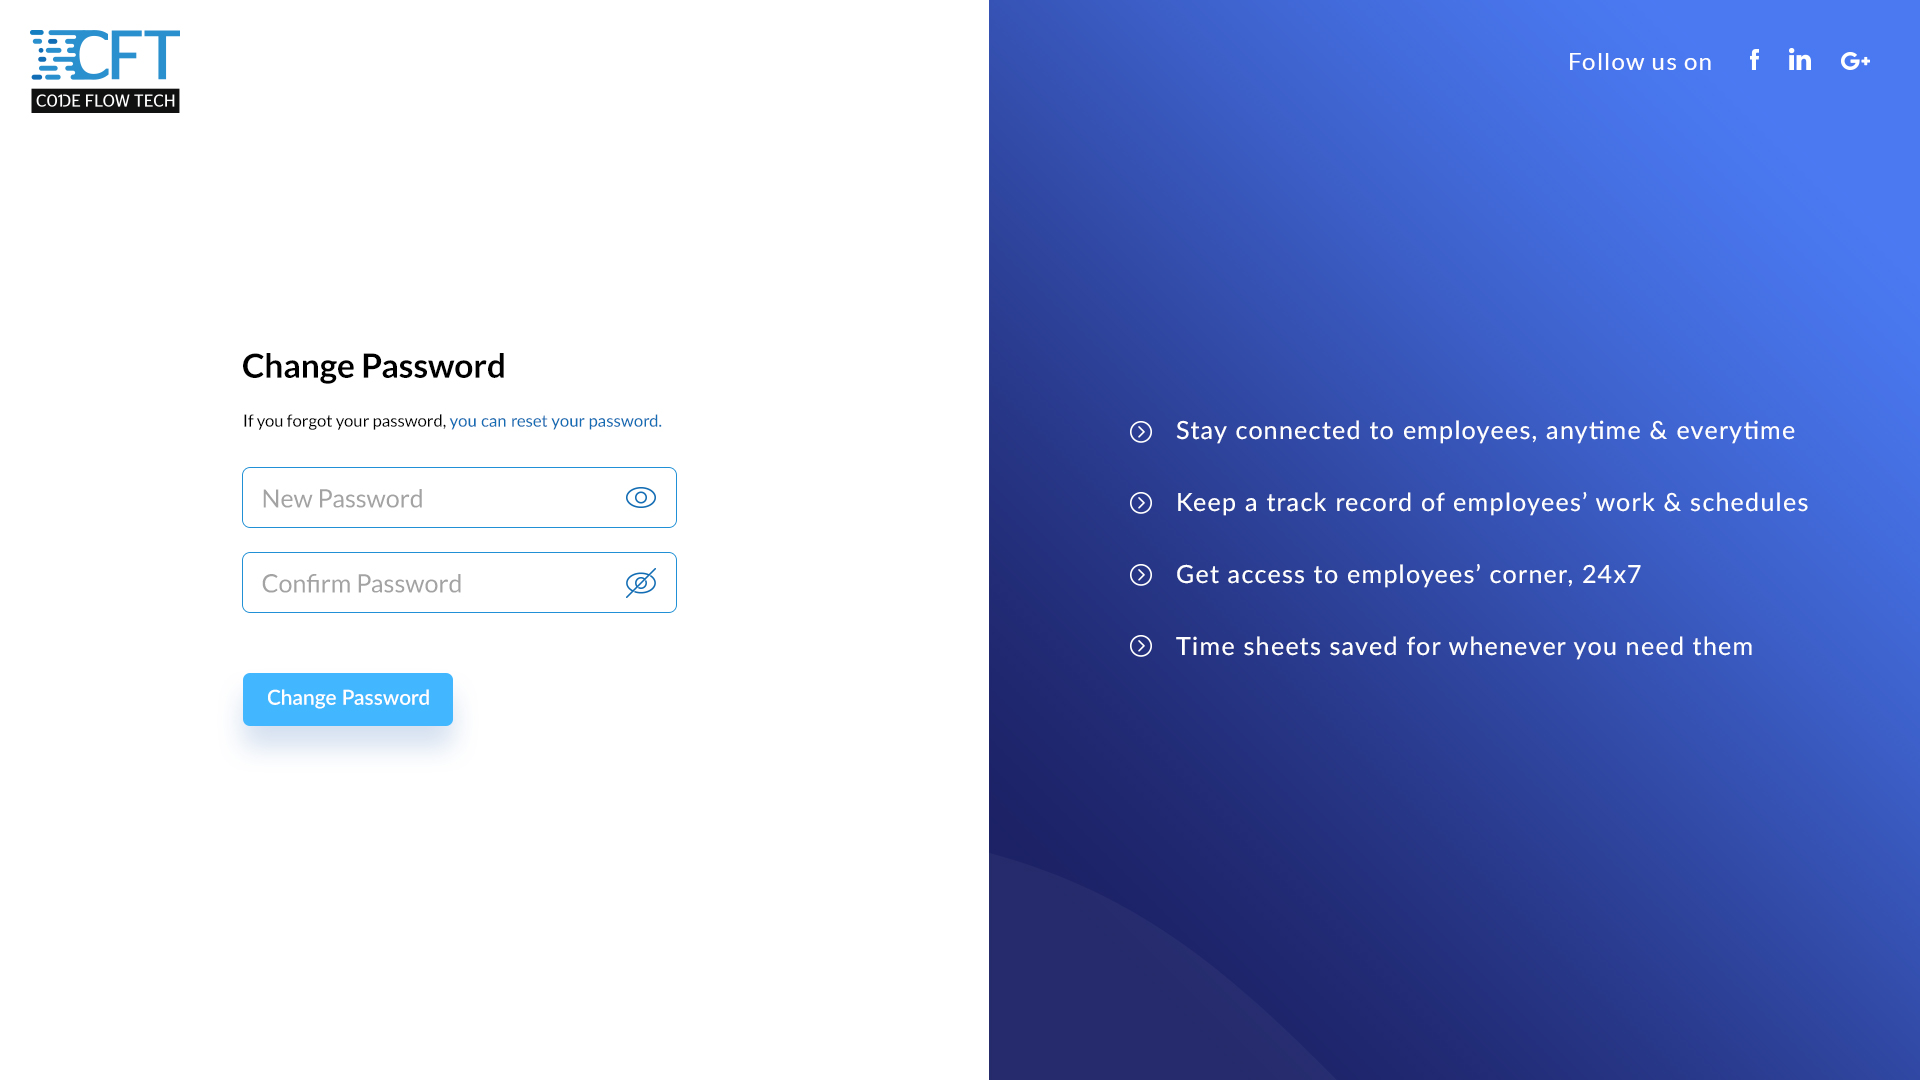 CFT
CODE FLOW TECH
Follow us on
f in G+
Change Password
If you forgot your password, you can reset your password.
New Password
Confirm Password
Change Password
Stay connected to employees, anytime & everytime
Keep a track record of employees’ work & schedules
Get access to employees’ corner, 24x7
Time sheets saved for whenever you need them